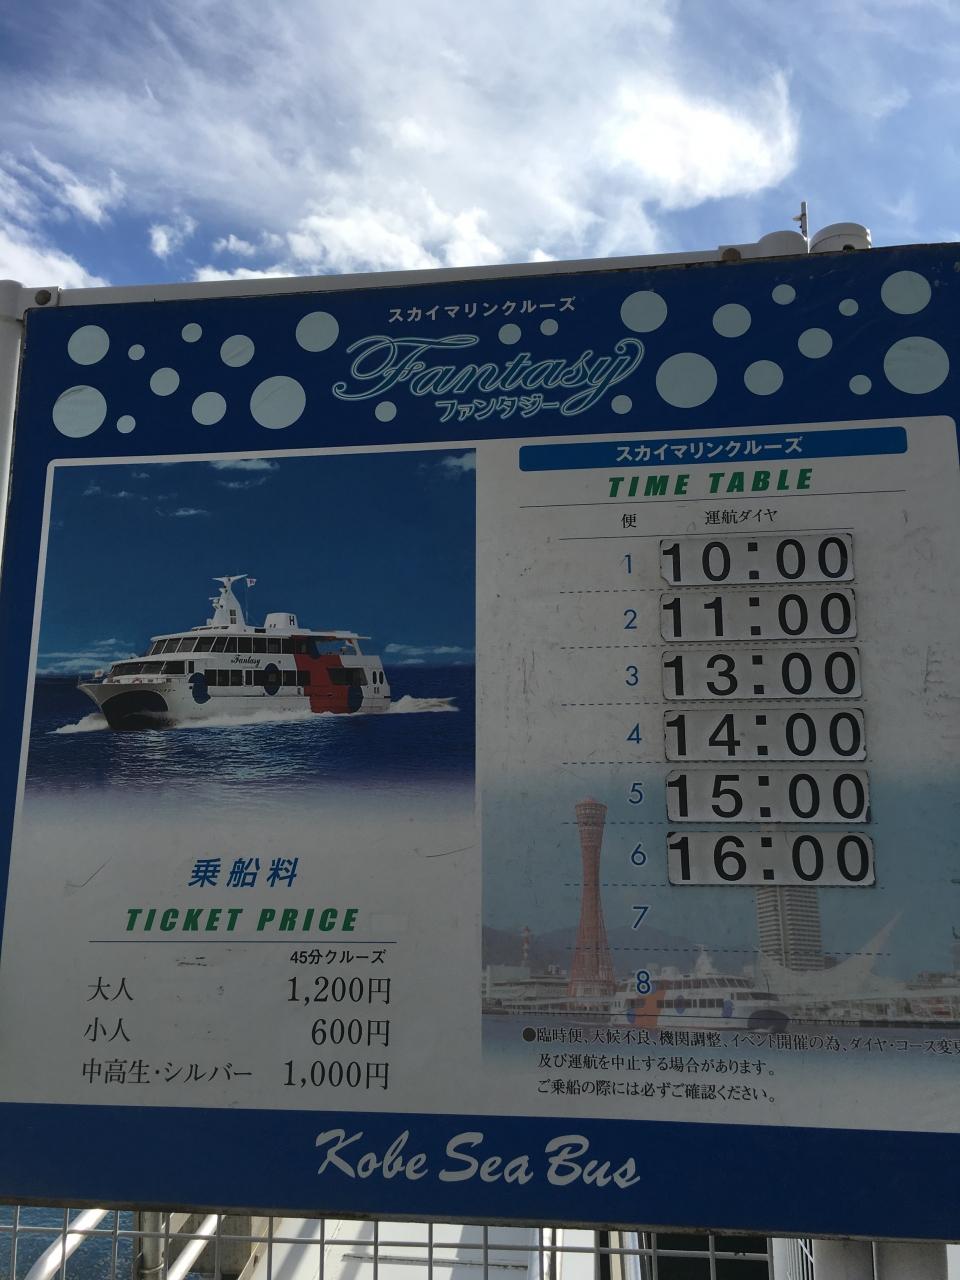 スカイマリンクルーズ
Fantasy
ファンタジー
Fantasy
H
乗船料
TICKET PRICE
45分クルーズ
大人 1,200円
小人 600円
中高生・シルバー 1,000円
スカイマリンクルーズ
TIME TABLE
便 運航ダイヤ
1 10:00
2 11:00
3 13:00
4 14:00
5 15:00
6 16:00
7
8
●臨時便、天候不良、機関調整、イベント開催の為、ダイヤ・コース変更
及び運航を中止する場合があります。
ご乗船の際には必ずご確認ください。
Kobe Sea Bus